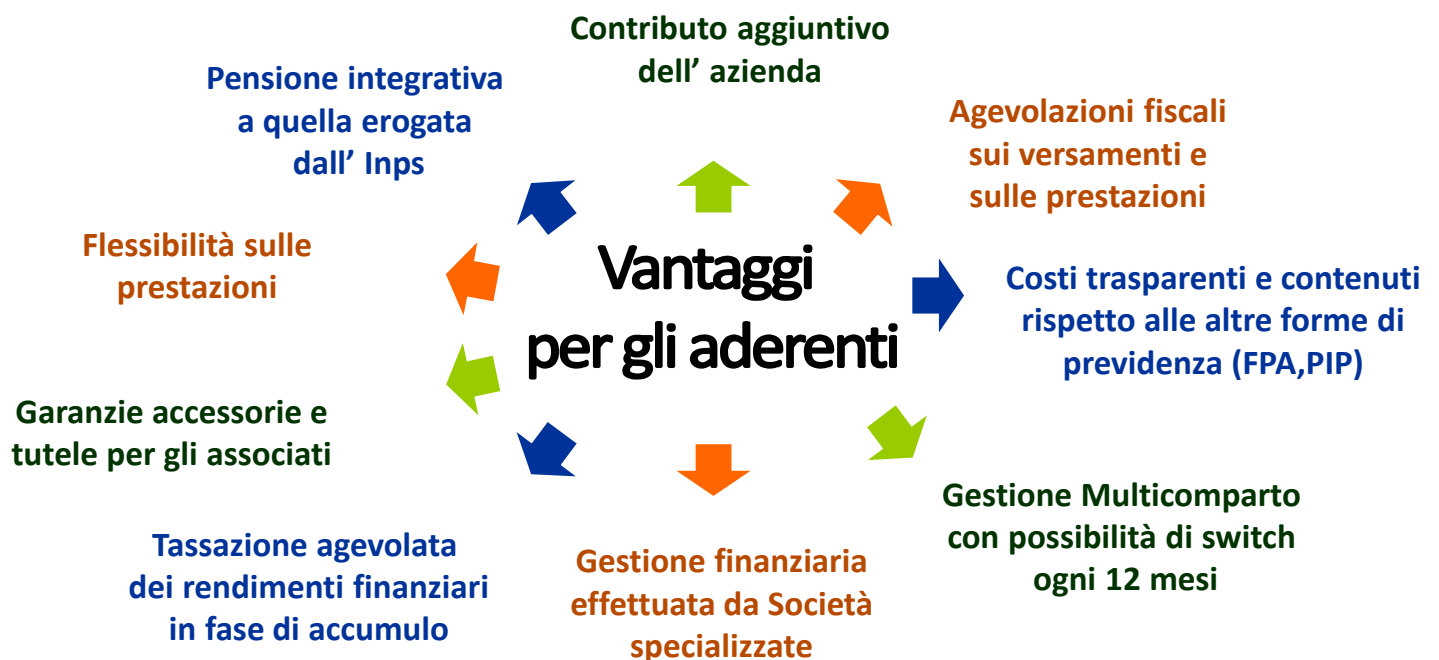 Contributo aggiuntivo
dell' azienda
Pensione integrativa
a quella erogata
dall' Inps
Agevolazioni fiscali
sui versamenti e
sulle prestazioni
Flessibilità sulle
prestazioni
Vantaggi
per gli aderenti
Costi trasparenti e contenuti
rispetto alle altre forme di
previdenza (FPA,PIP)
Garanzie accessorie e
tutele per gli associati
Gestione Multicomparto
con possibilità di switch
ogni 12 mesi
Tassazione agevolata
dei rendimenti finanziari
in fase di accumulo
Gestione finanziaria
effettuata da Società
specializzate